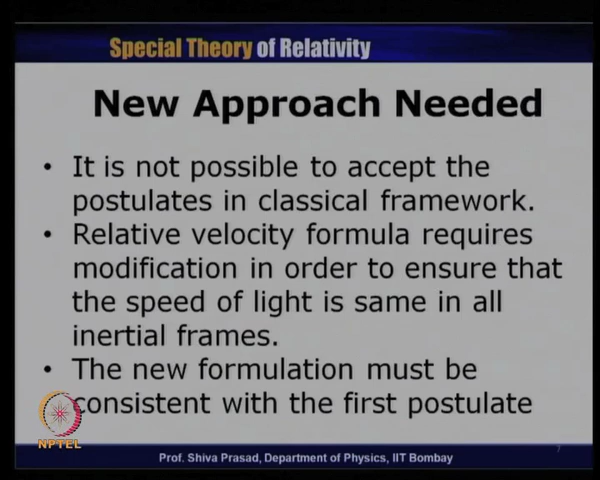 Special Theory of Relativity
New Approach Needed
• It is not possible to accept the
postulates in classical framework.
• Relative velocity formula requires
modification in order to ensure that
the speed of light is same in all
inertial frames.
• The new formulation must be
consistent with the first postulate
NPTEL
Prof. Shiva Prasad, Department of Physics, IIT Bombay
7